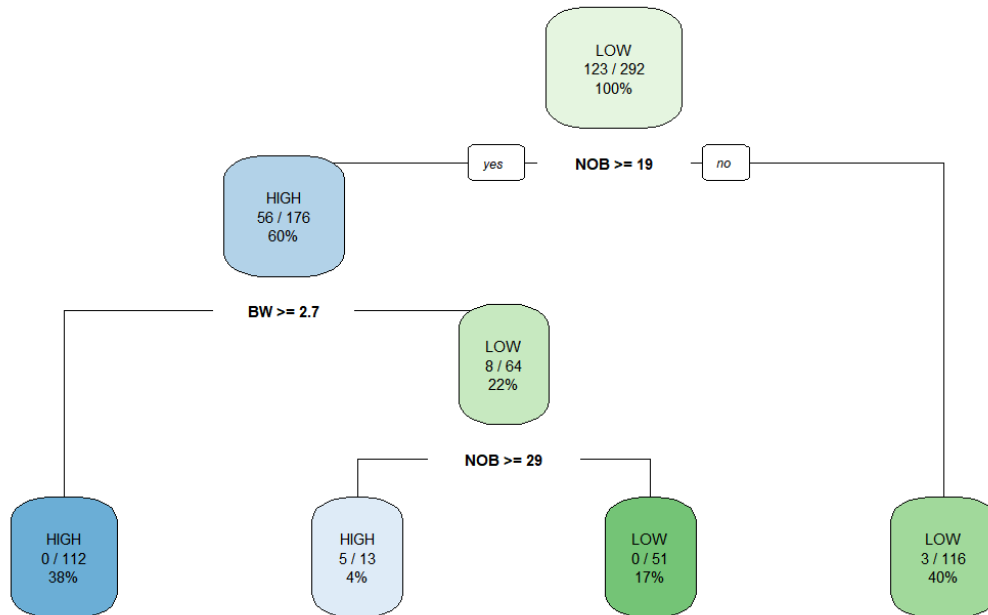 LOW
123 / 292
100%
yes
NOB >= 19
no
HIGH
56 / 176
60%
BW >= 2.7
LOW
8 / 64
22%
NOB >= 29
HIGH
0 / 112
38%
HIGH
5 / 13
4%
LOW
0 / 51
17%
LOW
3 / 116
40%